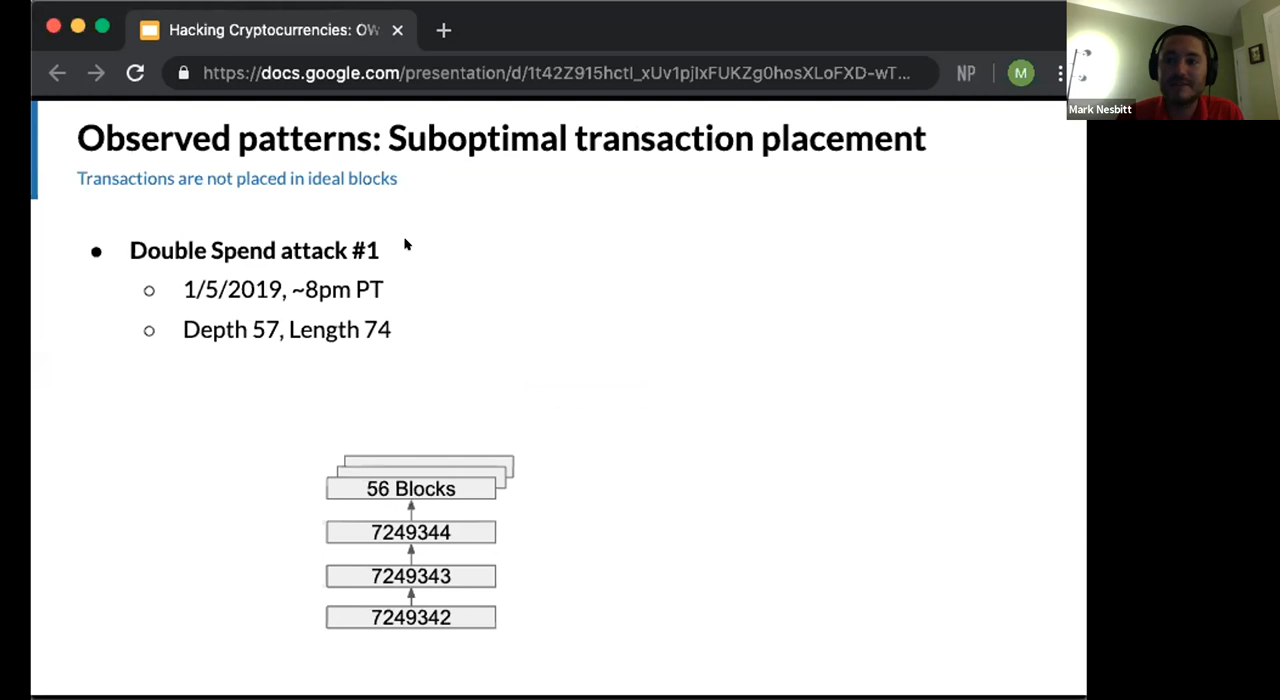 Hacking Cryptocurrencies: OW
https://docs.google.com/presentation/d/1t42Z915hctl_xUv1pjlxFUKZg0hosXLoFXD-wT...
NP
M
Mark Nesbitt
Observed patterns: Suboptimal transaction placement
Transactions are not placed in ideal blocks
● Double Spend attack #1
○ 1/5/2019, ~8pm PT
○ Depth 57, Length 74
56 Blocks
7249344
7249343
7249342